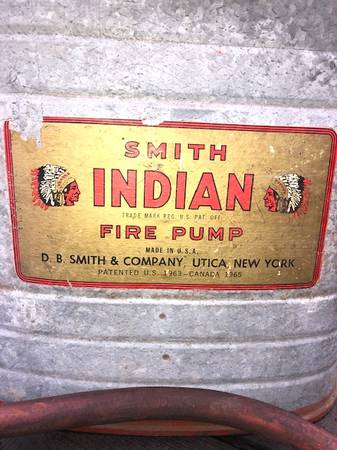 SMITH
INDIAN
TRADE MARK REG. U.S. PAT. OFF.
FIRE PUMP
MADE IN U.S.A.
D. B. SMITH & COMPANY UTICA, NEW YORK
PATENTED U.S. 1963–CANADA 1965